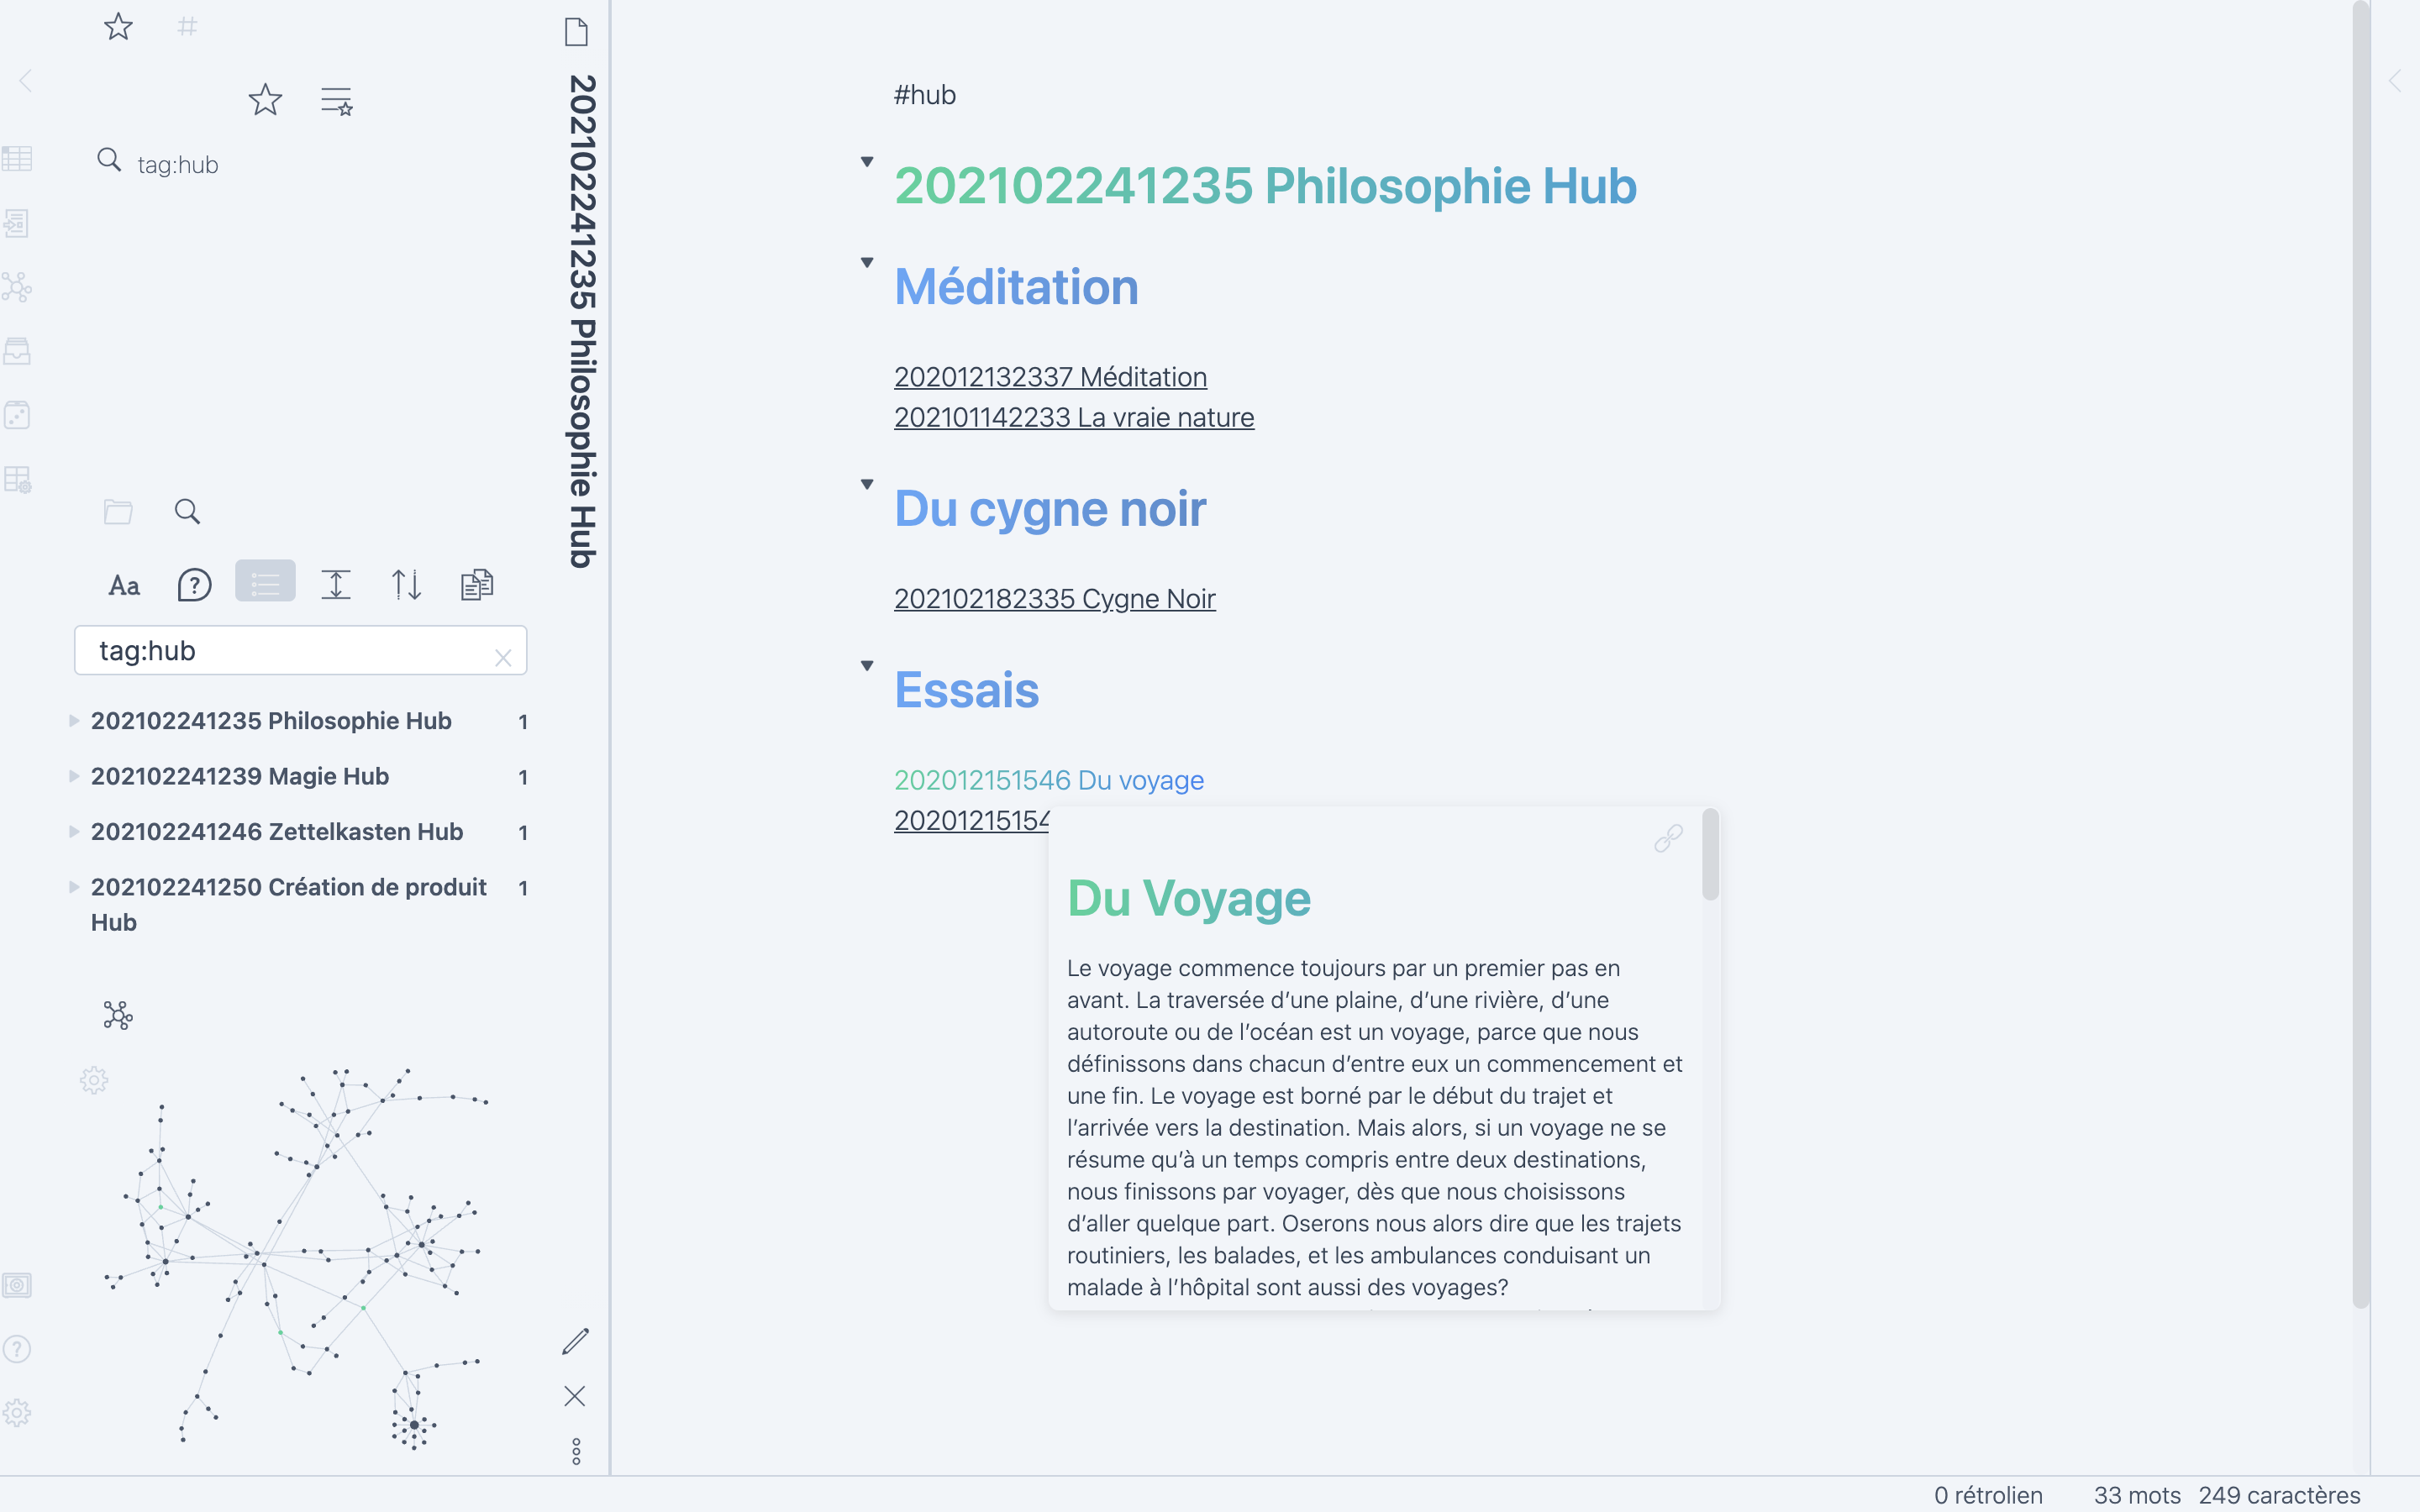 #
tag:hub
Aa
?
tag:hub
202102241235 Philosophie Hub 1
202102241239 Magie Hub 1
202102241246 Zettelkasten Hub 1
202102241250 Création de produit 1
Hub
?
202102241235 Philosophie Hub
#hub
202102241235 Philosophie Hub
Méditation
202012132337 Méditation
202101142233 La vraie nature
Du cygne noir
202102182335 Cygne Noir
Essais
202012151546 Du voyage
20201215154
Du Voyage
Le voyage commence toujours par un premier pas en
avant. La traversée d’une plaine, d’une rivière, d’une
autoroute ou de l’océan est un voyage, parce que nous
définissons dans chacun d’entre eux un commencement et
une fin. Le voyage est borné par le début du trajet et
l’arrivée vers la destination. Mais alors, si un voyage ne se
résume qu’à un temps compris entre deux destinations,
nous finissons par voyager, dès que nous choisissons
d’aller quelque part. Oserons nous alors dire que les trajets
routiniers, les balades, et les ambulances conduisant un
malade à l’hôpital sont aussi des voyages?
0 rétrolien 33 mots 249 caractères